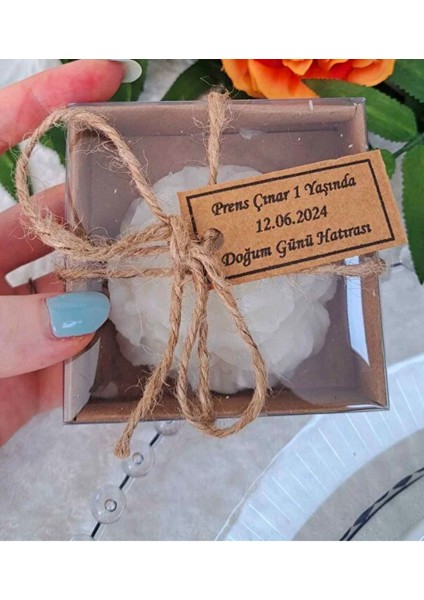 Prens Çınar 1 Yaşında
12.06.2024
Doğum Günü Hatırası